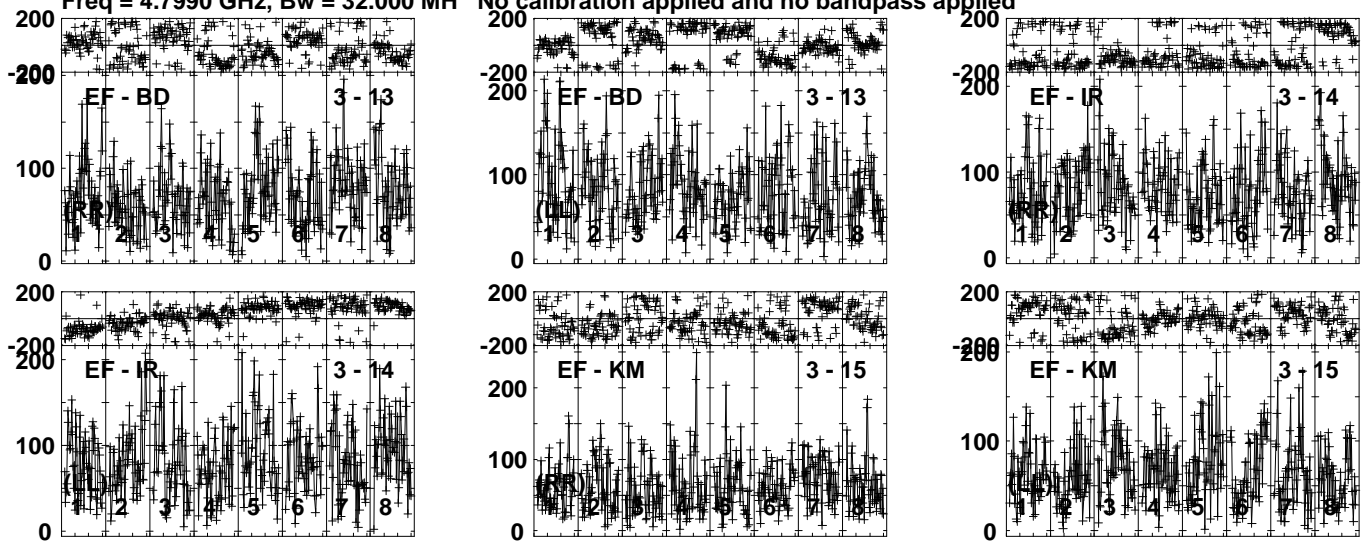 Freq = 4.7990 GHz, Bw = 32.000 MH No calibration applied and no bandpass applied
200 200 200
-200 -200 -200
200 200 200
EF - BD 3 - 13 EF - BD 3 - 13 EF - IR 3 - 14
100 100 100
(RR) (LL) (RR)
1 2 3 4 5 6 7 8 1 2 3 4 5 6 7 8 1 2 3 4 5 6 7 8
0 0 0
200 200 200
-200 -200 -200
200 200
EF - IR 3 - 14 EF - KM 3 - 15 EF - KM 3 - 15
200
100 100 100
(LL) (RR) (LL)
1 2 3 4 5 6 7 8 1 2 3 4 5 6 7 8 1 2 3 4 5 6 7 8
0 0 0